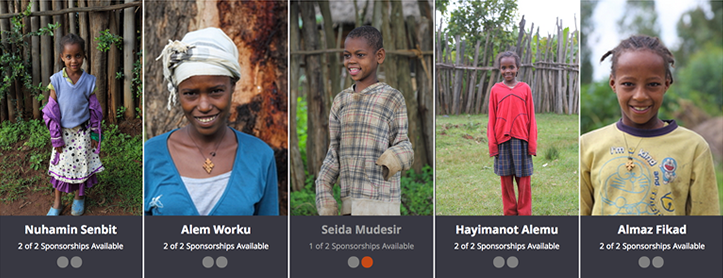 Nuhamin Senbit
2 of 2 Sponsorships Available
Alem Worku
2 of 2 Sponsorships Available
Seida Mudesir
1 of 2 Sponsorships Available
Hayimanot Alemu
2 of 2 Sponsorships Available
Almaz Fikad
2 of 2 Sponsorships Available